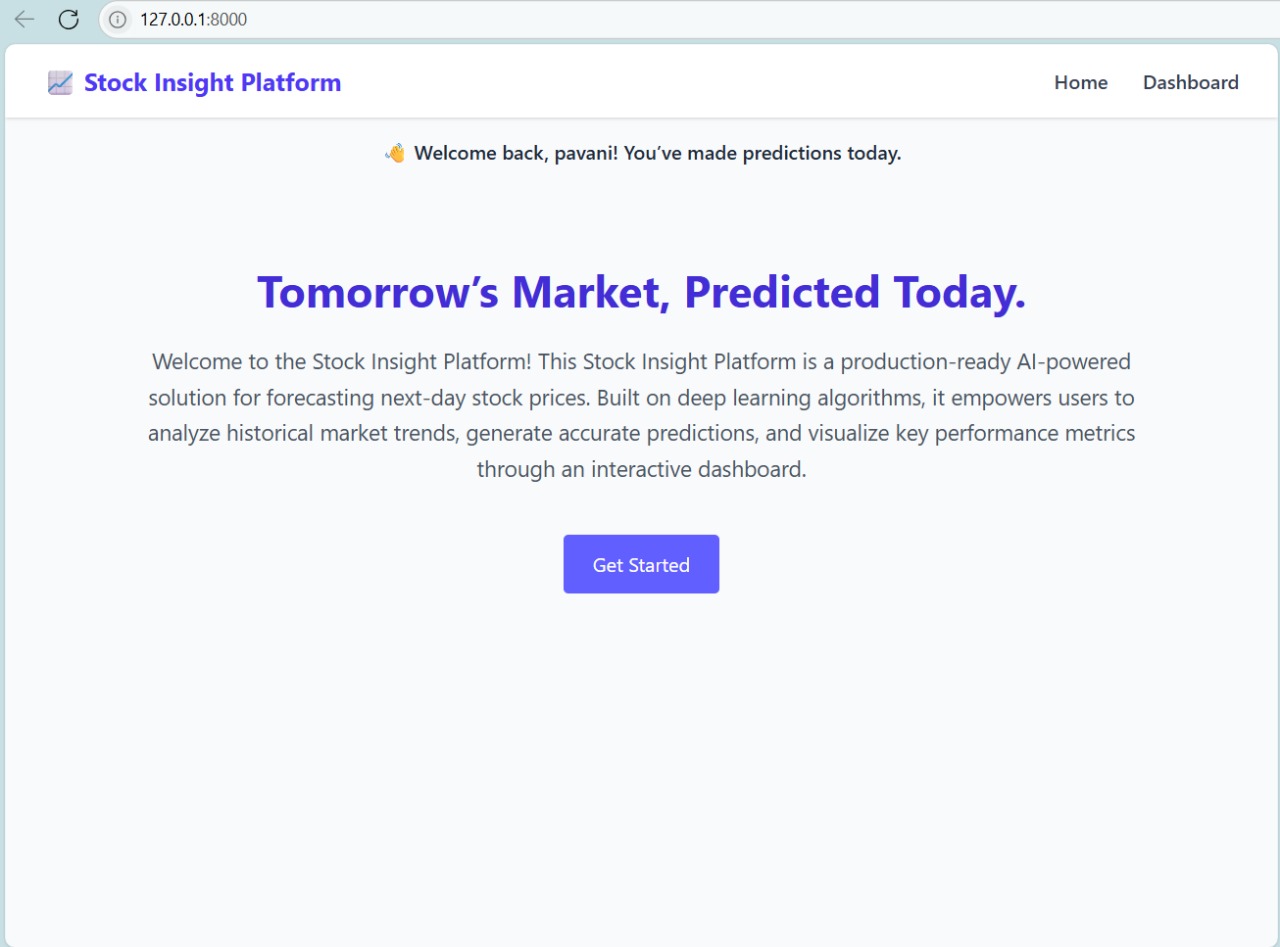 127.0.0.1:8000
Stock Insight Platform
Home Dashboard
Welcome back, pavani! You’ve made predictions today.
Tomorrow’s Market, Predicted Today.
Welcome to the Stock Insight Platform! This Stock Insight Platform is a production-ready AI-powered
solution for forecasting next-day stock prices. Built on deep learning algorithms, it empowers users to
analyze historical market trends, generate accurate predictions, and visualize key performance metrics
through an interactive dashboard.
Get Started